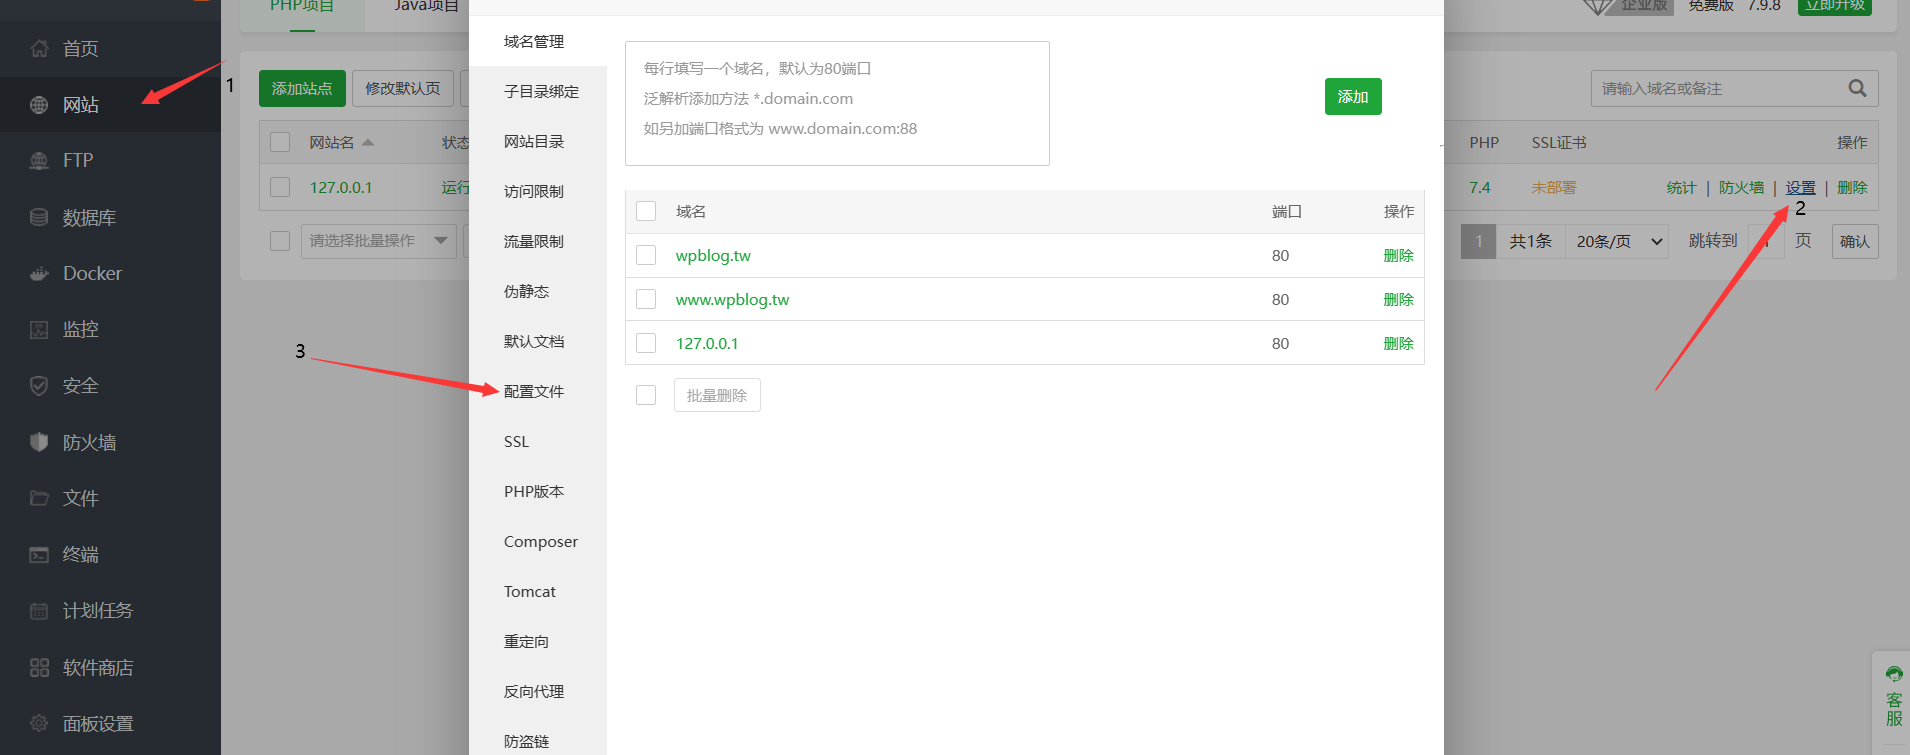 PHP项目
Java项目
企业版
免费版
7.9.8
立即升级
首页
网站
FTP
数据库
Docker
监控
安全
防火墙
文件
终端
计划任务
软件商店
面板设置
1
添加站点
修改默认页
网站名
状态
127.0.0.1
运行
请选择批量操作
3
域名管理
子目录绑定
网站目录
访问限制
流量限制
伪静态
默认文档
配置文件
SSL
PHP版本
Composer
Tomcat
重定向
反向代理
防盗链
每行填写一个域名，默认为80端口
泛解析添加方法 *.domain.com
如另加端口格式为 www.domain.com:88
添加
域名 端口 操作
wpblog.tw 80 删除
www.wpblog.tw 80 删除
127.0.0.1 80 删除
批量删除
请输入域名或备注
PHP SSL证书 操作
7.4 未部署 统计 | 防火墙 | 设置 | 删除
2
1 共1条 20条/页 跳转到 页 确认
客服